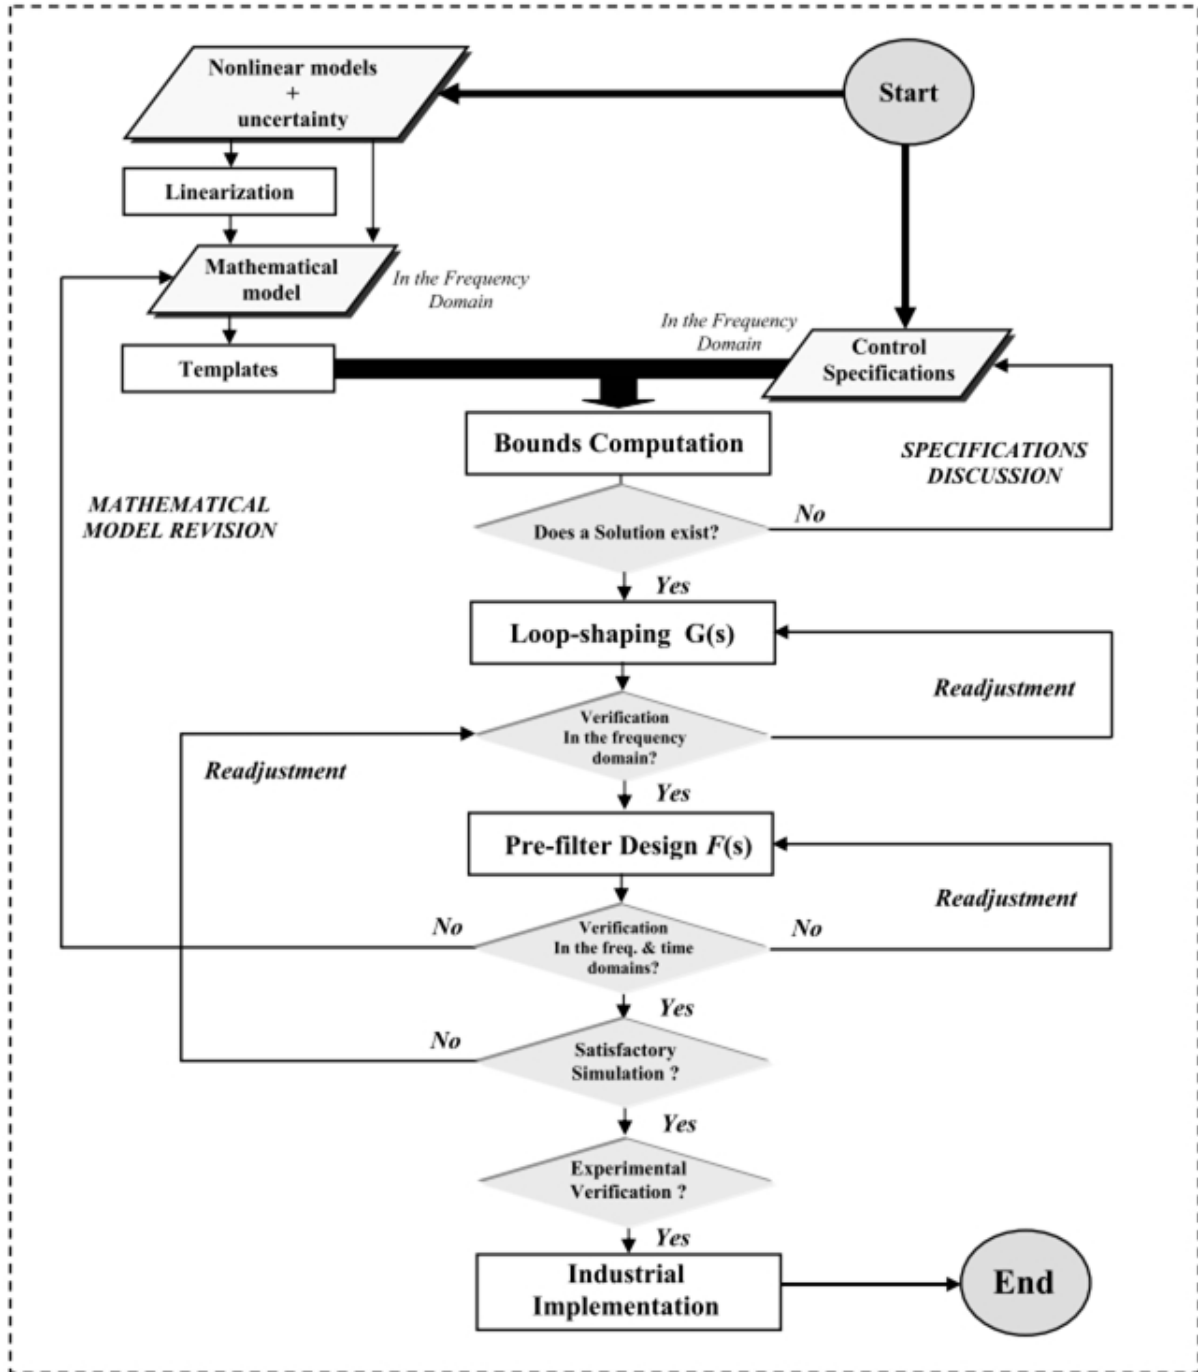 Nonlinear models
+
uncertainty
Start
Linearization
Mathematical
model
In the Frequency
Domain
In the Frequency
Domain
Control
Specifications
Templates
Bounds Computation
SPECIFICATIONS
DISCUSSION
MATHEMATICAL
MODEL REVISION
Does a Solution exist?
No
Yes
Loop-shaping G(s)
Readjustment
Verification
In the frequency
domain?
Readjustment
Yes
Pre-filter Design F(s)
Readjustment
No
Verification
In the freq. & time
domains?
No
Yes
No
Satisfactory
Simulation ?
Yes
Experimental
Verification ?
Yes
Industrial
Implementation
End